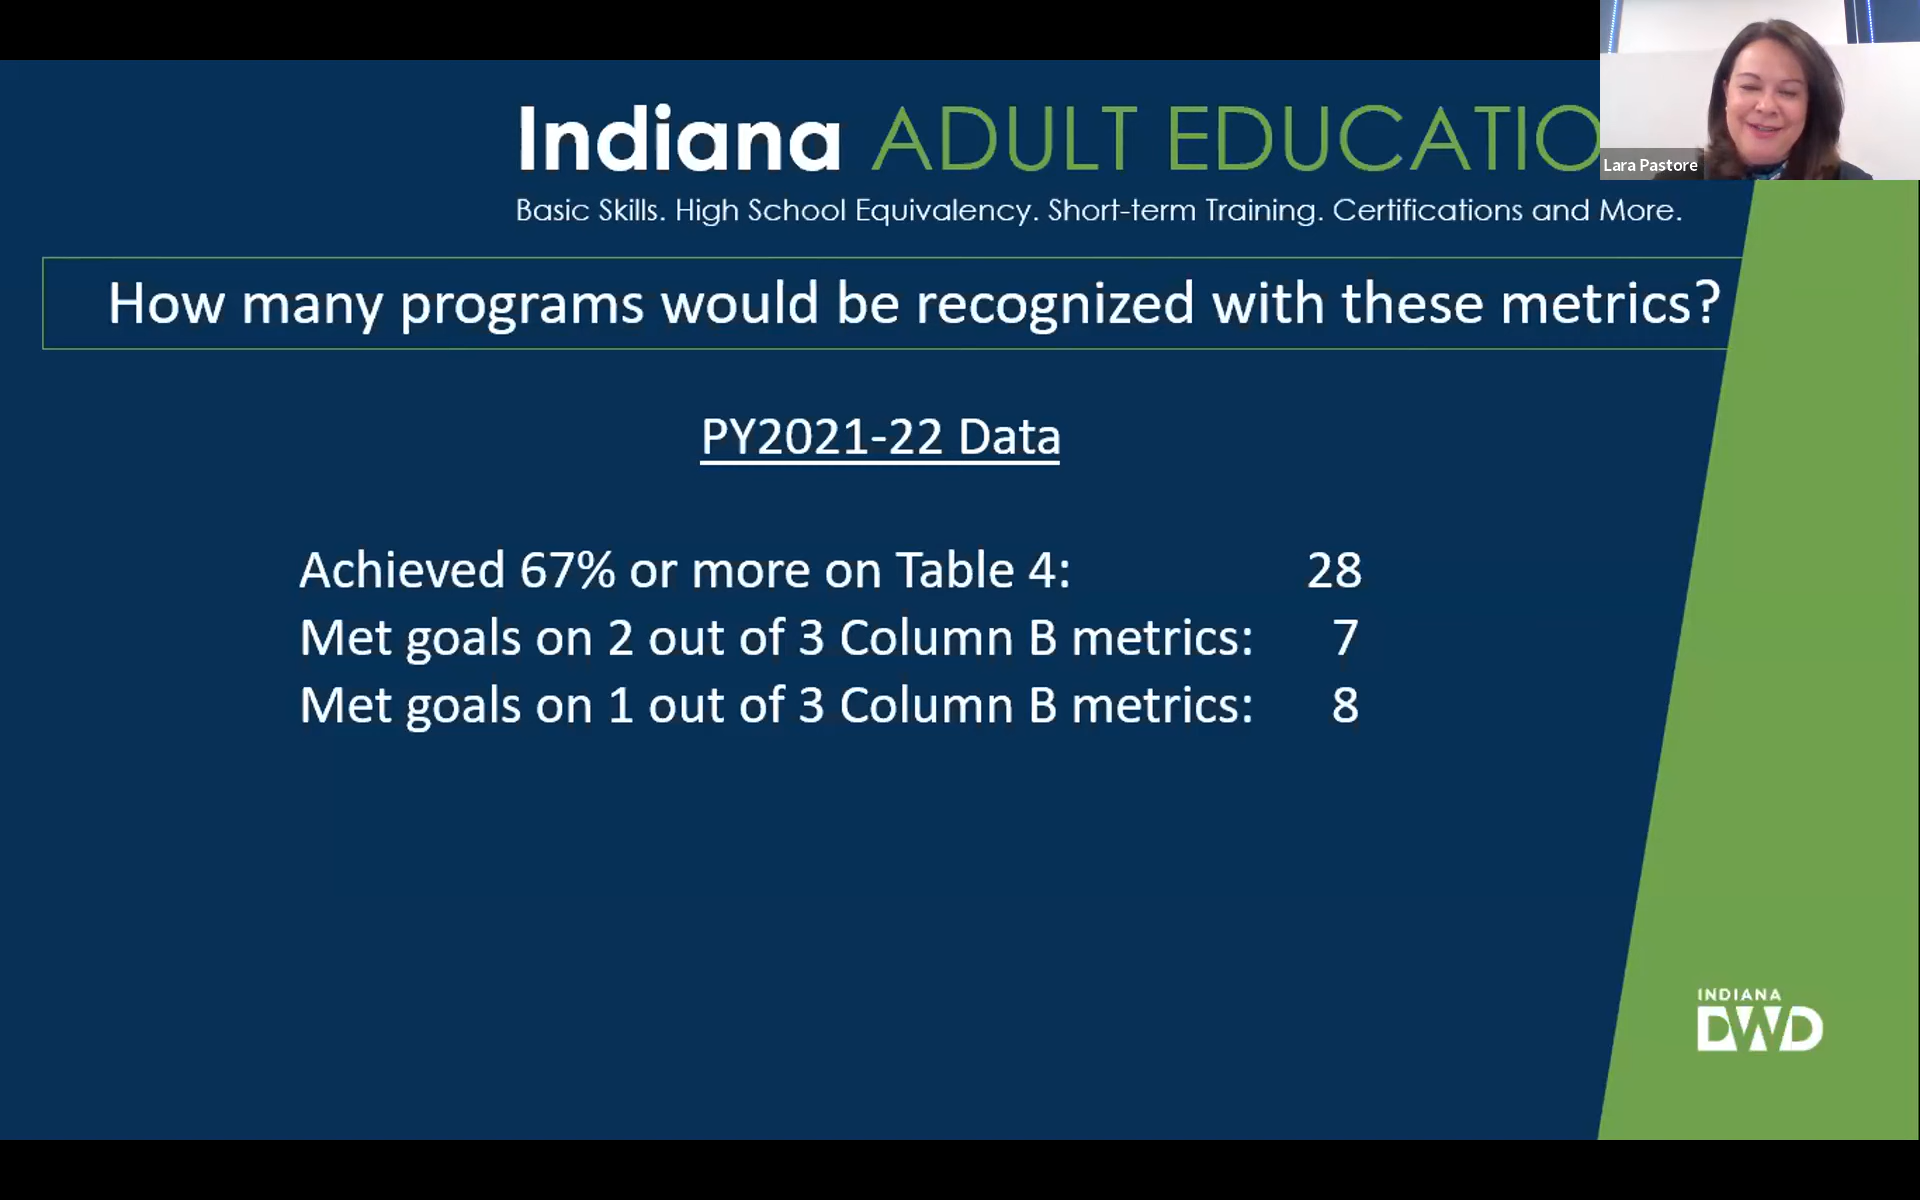 Indiana ADULT EDUCATIO
Lara Pastore
Basic Skills. High School Equivalency. Short-term Training. Certifications and More.
How many programs would be recognized with these metrics?
PY2021-22 Data
Achieved 67% or more on Table 4: 28
Met goals on 2 out of 3 Column B metrics: 7
Met goals on 1 out of 3 Column B metrics: 8
INDIANA
DWD